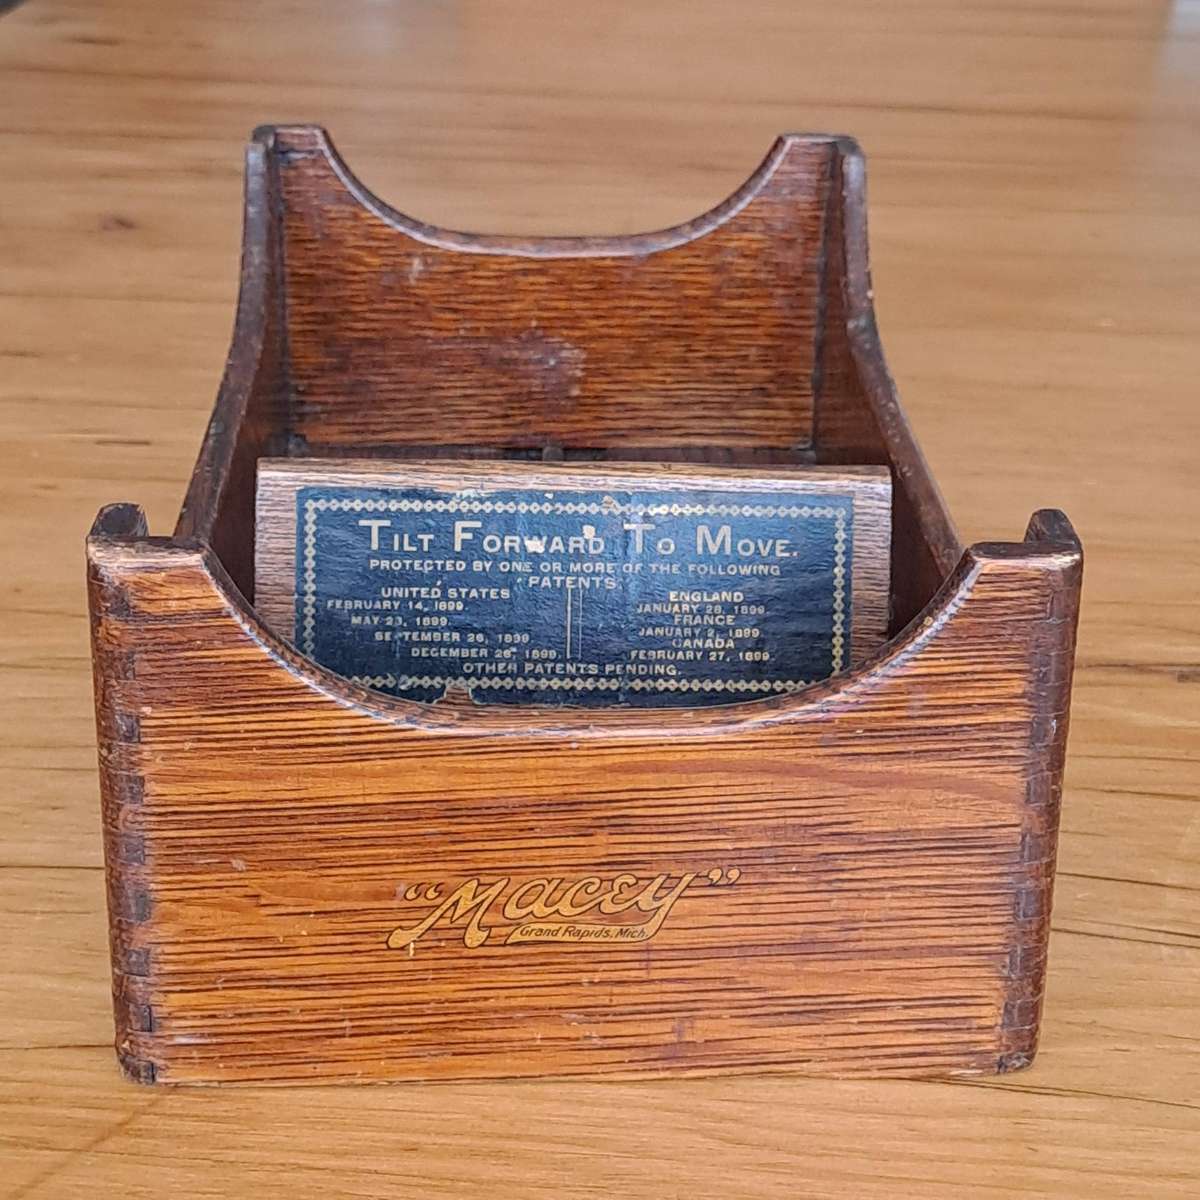 TILT FORWARD TO MOVE.
PROTECTED BY ONE OR MORE OF THE FOLLOWING
PATENTS.
UNITED STATES
FEBRUARY 14, 1899.
MAY 23, 1899.
SEPTEMBER 26, 1899
DECEMBER 26, 1899.
ENGLAND
JANUARY 28, 1899.
FRANCE
JANUARY 2, 1899.
CANADA
FEBRUARY 27, 1899.
OTHER PATENTS PENDING.
“Macey”
Grand Rapids, Mich.